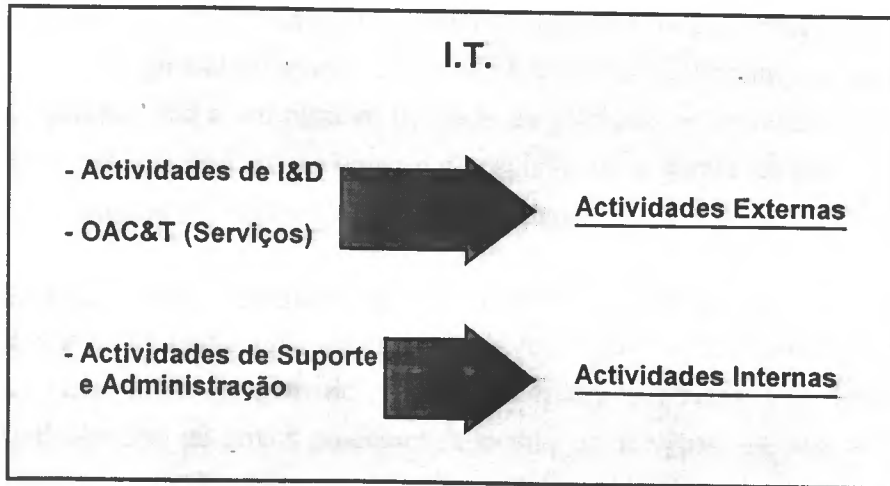 I.T.
- Actividades de I&D
- OAC&T (Serviços)
Actividades Externas
- Actividades de Suporte
e Administração
Actividades Internas